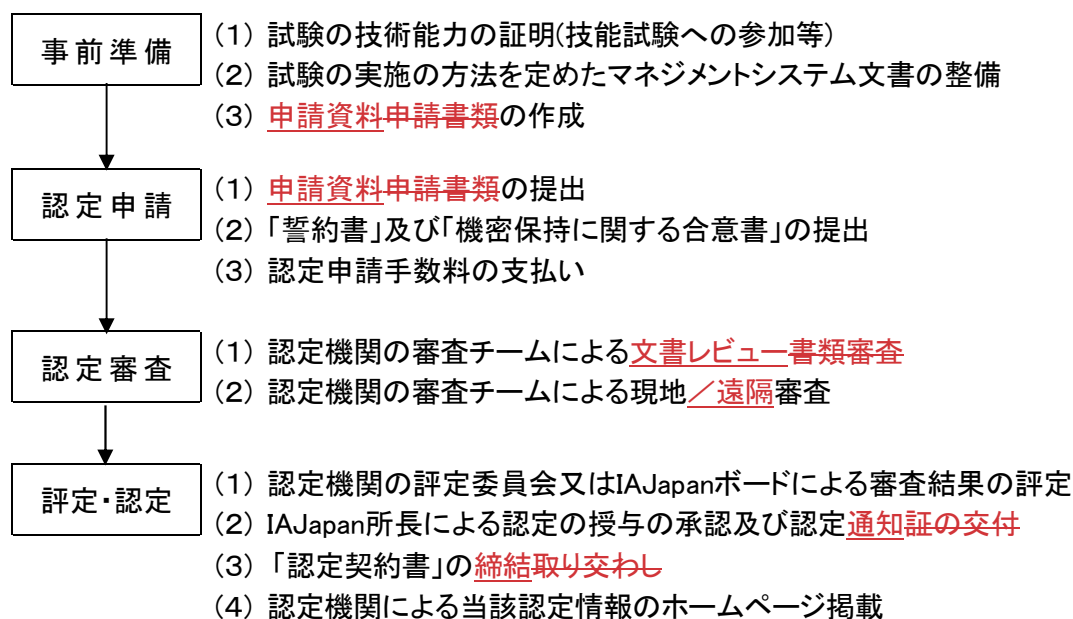 事前準備
(1) 試験の技術能力の証明(技能試験への参加等)
(2) 試験の実施の方法を定めたマネジメントシステム文書の整備
(3) 申請資料申請書類の作成
認定申請
(1) 申請資料申請書類の提出
(2) 「誓約書」及び「機密保持に関する合意書」の提出
(3) 認定申請手数料の支払い
認定審査
(1) 認定機関の審査チームによる文書レビュー書類審査
(2) 認定機関の審査チームによる現地／遠隔審査
評定・認定
(1) 認定機関の評定委員会又はIAJapanボードによる審査結果の評定
(2) IAJapan所長による認定の授与の承認及び認定通知証の交付
(3) 「認定契約書」の締結取り交わし
(4) 認定機関による当該認定情報のホームページ掲載